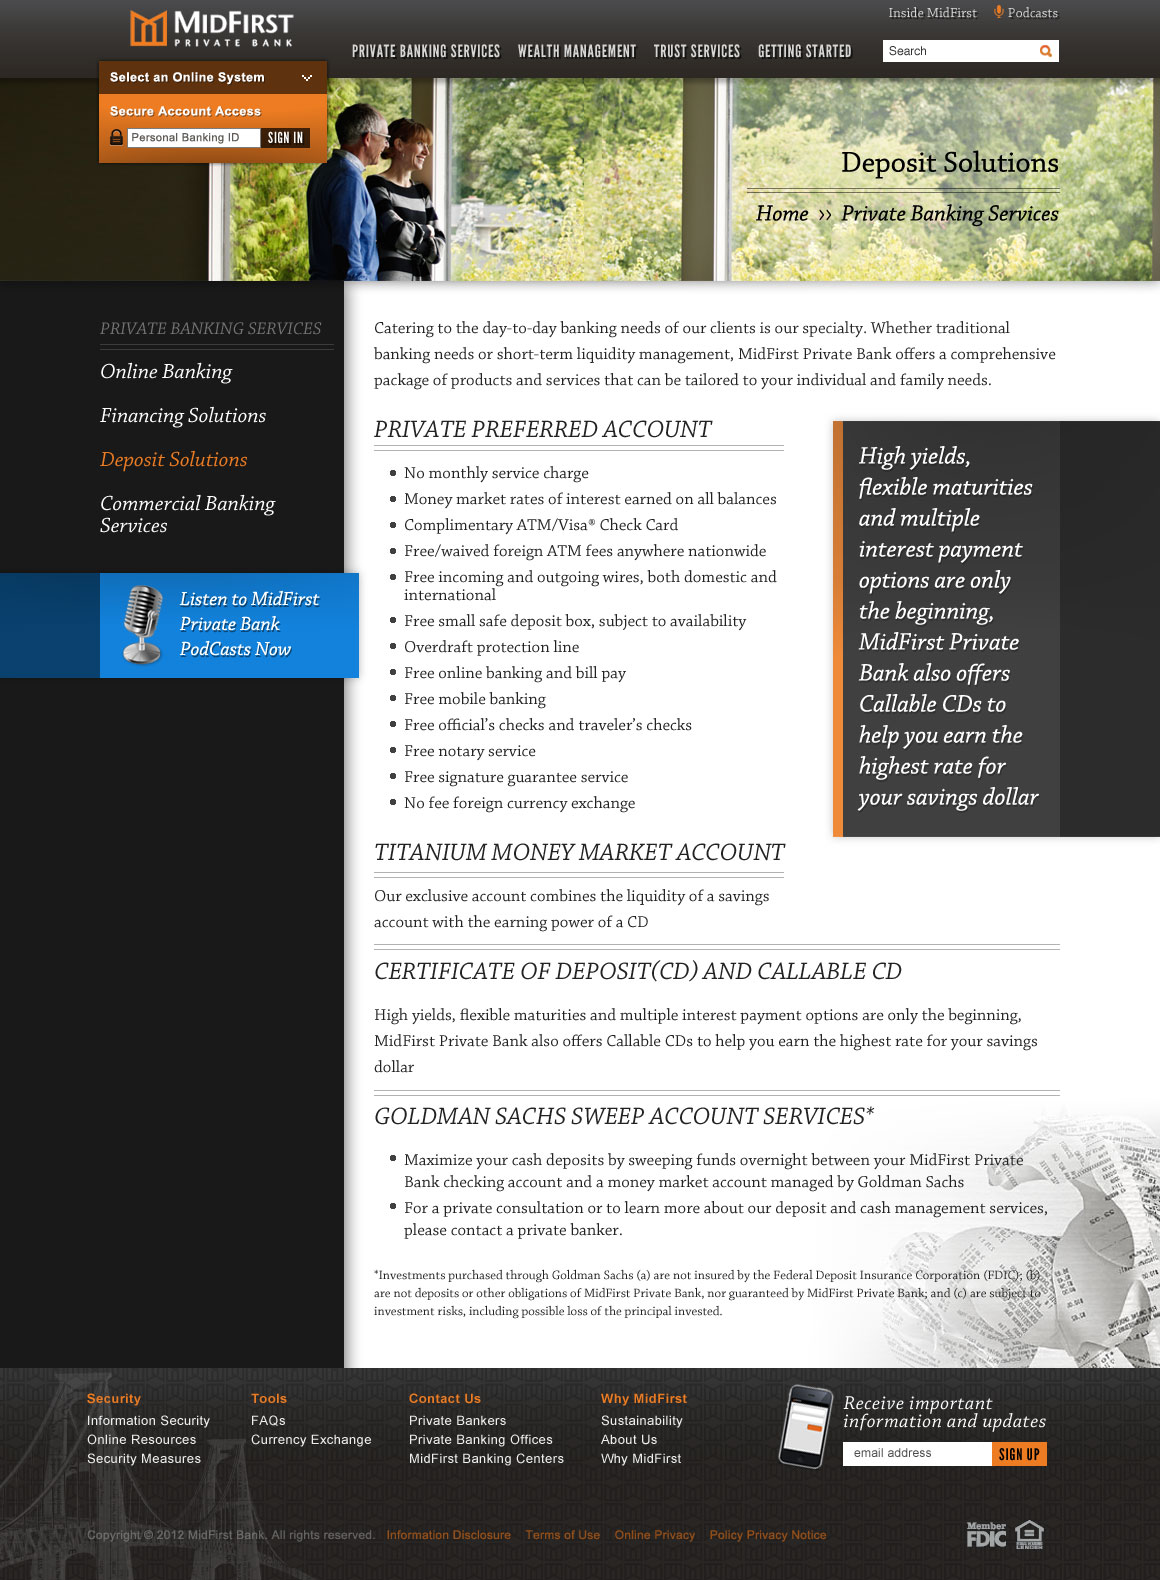 MIDFIRST
PRIVATE BANK
Inside MidFirst Podcasts
PRIVATE BANKING SERVICES WEALTH MANAGEMENT TRUST SERVICES GETTING STARTED
Search
Select an Online System
Secure Account Access
Personal Banking ID SIGN IN
Deposit Solutions
Home ›› Private Banking Services
PRIVATE BANKING SERVICES
Online Banking
Financing Solutions
Deposit Solutions
Commercial Banking
Services
Listen to MidFirst
Private Bank
PodCasts Now
Catering to the day-to-day banking needs of our clients is our specialty. Whether traditional
banking needs or short-term liquidity management, MidFirst Private Bank offers a comprehensive
package of products and services that can be tailored to your individual and family needs.
PRIVATE PREFERRED ACCOUNT
• No monthly service charge
• Money market rates of interest earned on all balances
• Complimentary ATM/Visa® Check Card
• Free/waived foreign ATM fees anywhere nationwide
• Free incoming and outgoing wires, both domestic and
international
• Free small safe deposit box, subject to availability
• Overdraft protection line
• Free online banking and bill pay
• Free mobile banking
• Free official's checks and traveler's checks
• Free notary service
• Free signature guarantee service
• No fee foreign currency exchange
High yields,
flexible maturities
and multiple
interest payment
options are only
the beginning,
MidFirst Private
Bank also offers
Callable CDs to
help you earn the
highest rate for
your savings dollar
TITANIUM MONEY MARKET ACCOUNT
Our exclusive account combines the liquidity of a savings
account with the earning power of a CD
CERTIFICATE OF DEPOSIT(CD) AND CALLABLE CD
High yields, flexible maturities and multiple interest payment options are only the beginning,
MidFirst Private Bank also offers Callable CDs to help you earn the highest rate for your savings
dollar
GOLDMAN SACHS SWEEP ACCOUNT SERVICES*
• Maximize your cash deposits by sweeping funds overnight between your MidFirst Private
Bank checking account and a money market account managed by Goldman Sachs
• For a private consultation or to learn more about our deposit and cash management services,
please contact a private banker.
*Investments purchased through Goldman Sachs (a) are not insured by the Federal Deposit Insurance Corporation (FDIC); (b)
are not deposits or other obligations of MidFirst Private Bank, nor guaranteed by MidFirst Private Bank; and (c) are subject to
investment risks, including possible loss of the principal invested.
Security
Information Security
Online Resources
Security Measures
Tools
FAQs
Currency Exchange
Contact Us
Private Bankers
Private Banking Offices
MidFirst Banking Centers
Why MidFirst
Sustainability
About Us
Why MidFirst
Receive important
information and updates
email address SIGN UP
Copyright © 2012 MidFirst Bank. All rights reserved. Information Disclosure Terms of Use Online Privacy Policy Privacy Notice
Member
FDIC